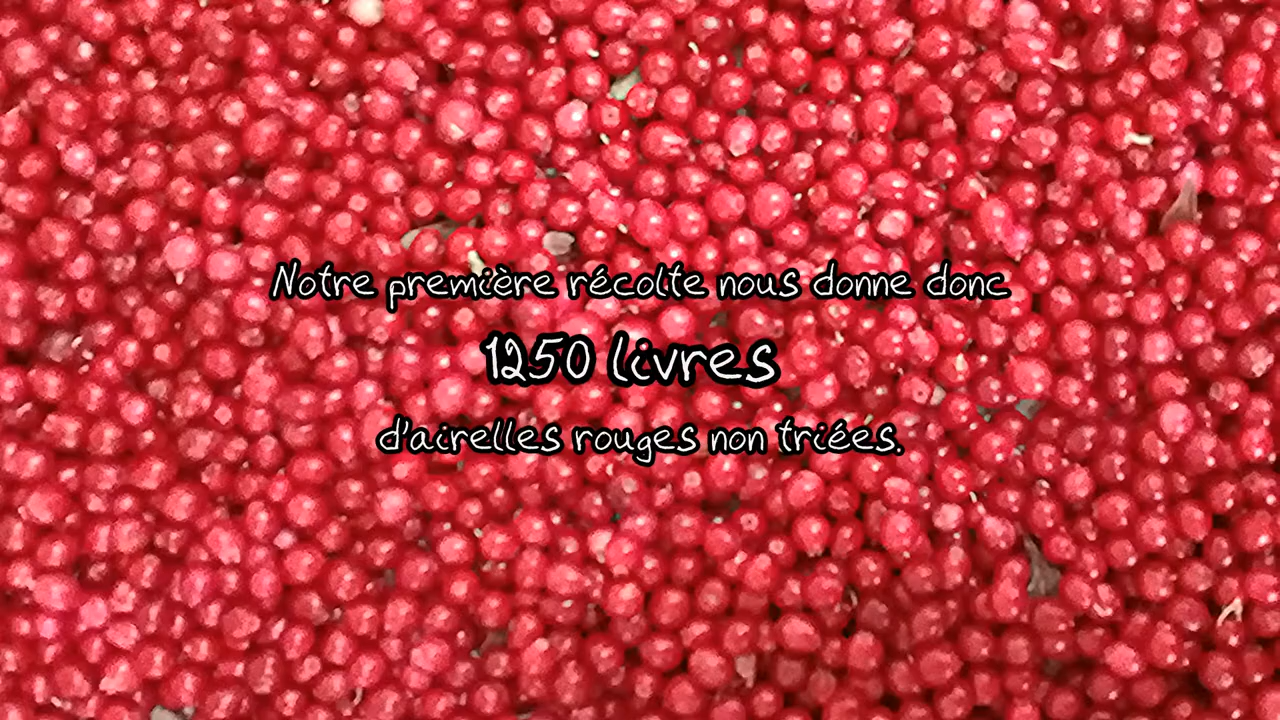 Notre première récolte nous donne donc
1250 livres
d'airelles rouges non triées.